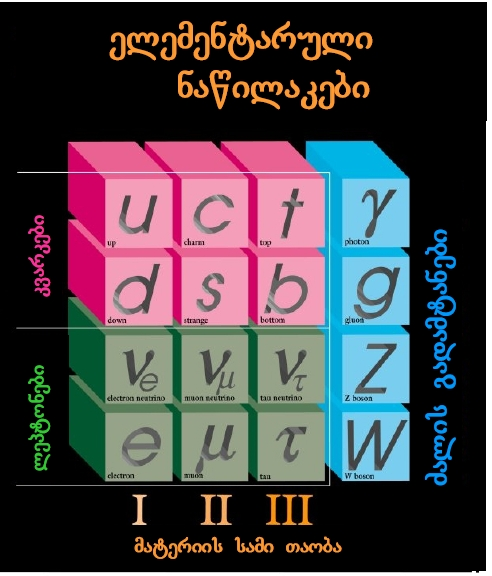 ელემენტარული
ნაწილაკები
კვარკები
u c t γ
up charm top photon
d s b g
down strange bottom gluon
ლეპტონები
νe νμ ντ Z
electron neutrino muon neutrino tau neutrino Z boson
e μ τ W
electron muon tau W boson
ძალის გადამტანები
I II III
მატერიის სამი თაობა